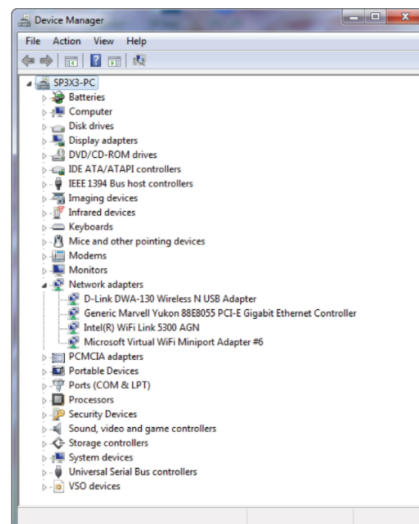 Device Manager
File Action View Help
SP3X3-PC
Batteries
Computer
Disk drives
Display adapters
DVD/CD-ROM drives
IDE ATA/ATAPI controllers
IEEE 1394 Bus host controllers
Imaging devices
Infrared devices
Keyboards
Mice and other pointing devices
Modems
Monitors
Network adapters
D-Link DWA-130 Wireless N USB Adapter
Generic Marvell Yukon 88E8055 PCI-E Gigabit Ethernet Controller
Intel(R) WiFi Link 5300 AGN
Microsoft Virtual WiFi Miniport Adapter #6
PCMCIA adapters
Portable Devices
Ports (COM & LPT)
Processors
Security Devices
Sound, video and game controllers
Storage controllers
System devices
Universal Serial Bus controllers
VSO devices